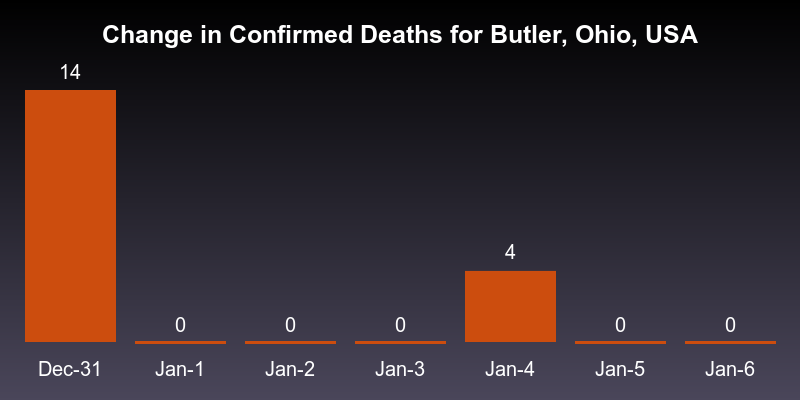 Change in Confirmed Deaths for Butler, Ohio, USA
14
0
0
0
4
0
0
Dec-31
Jan-1
Jan-2
Jan-3
Jan-4
Jan-5
Jan-6